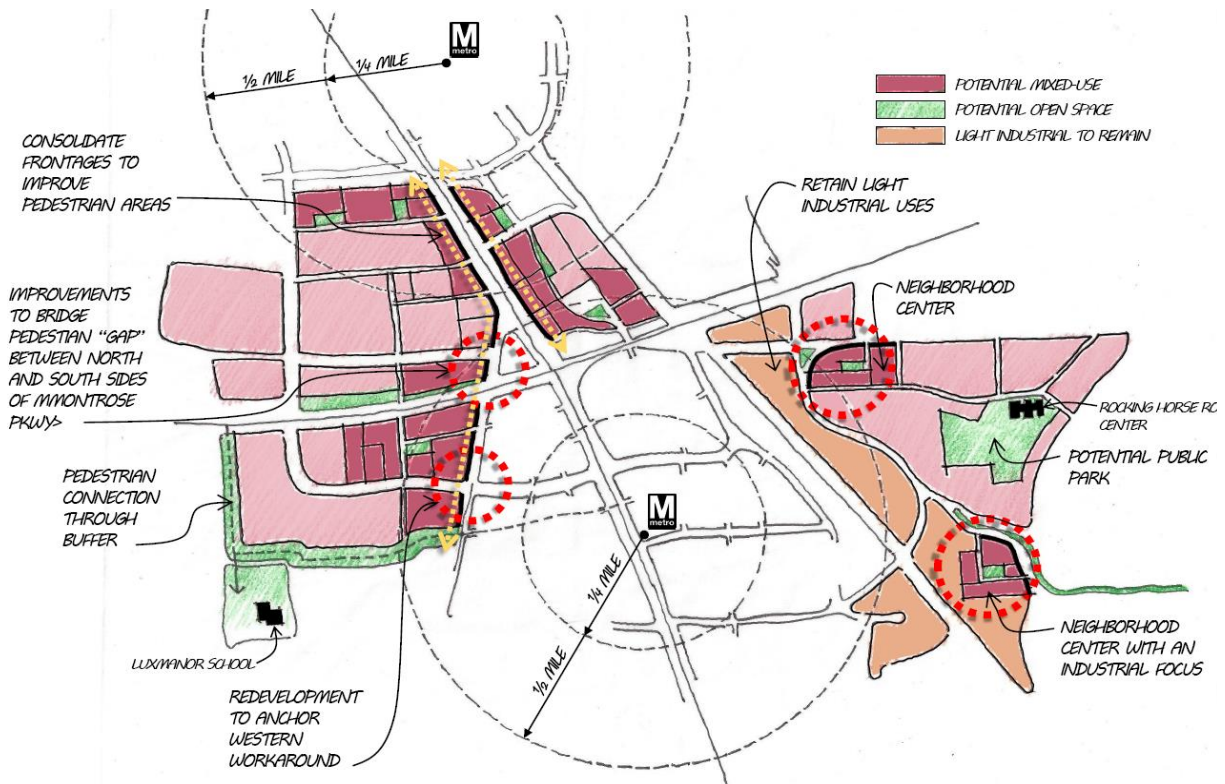 M
metro
1/2 MILE
1/4 MILE
POTENTIAL MIXED-USE
POTENTIAL OPEN SPACE
LIGHT INDUSTRIAL TO REMAIN
CONSOLIDATE
FRONTAGES TO
IMPROVE
PEDESTRIAN AREAS
RETAIN LIGHT
INDUSTRIAL USES
NEIGHBORHOOD
CENTER
IMPROVEMENTS
TO BRIDGE
PEDESTIAN "GAP"
BETWEEN NORTH
AND SOUTH SIDES
OF MMONTROSE
PKWY>
ROCKING HORSE RC
CENTER
POTENTIAL PUBLIC
PARK
PEDESTRIAN
CONNECTION
THROUGH
BUFFER
M
metro
1/4 MILE
1/2 MILE
LUXMANOR SCHOOL
NEIGHBORHOOD
CENTER WITH AN
INDUSTRIAL FOCUS
REDEVELOPMENT
TO ANCHOR
WESTERN
WORKAROUND